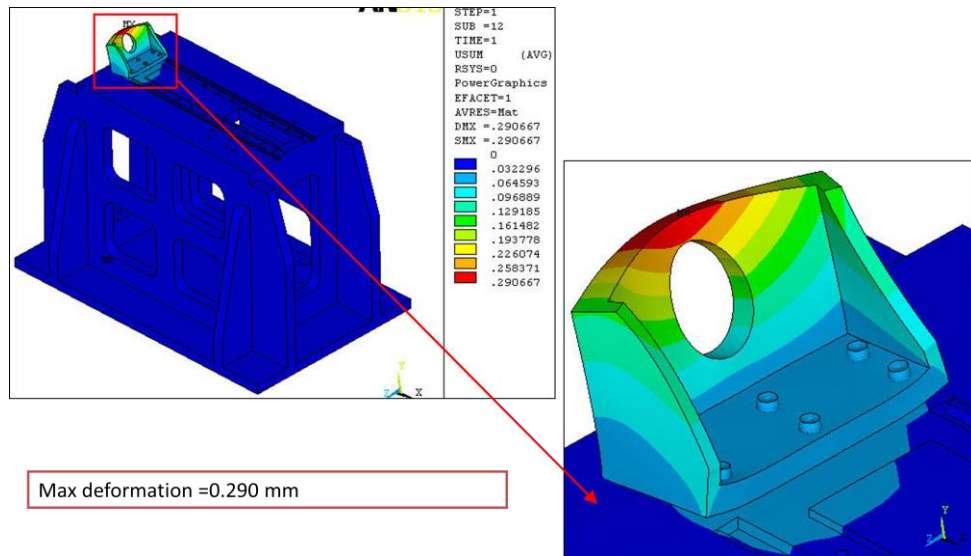 ANSYS
STEP=1
SUB =12
TIME=1
USUM (AVG)
RSYS=0
PowerGraphics
EFACET=1
AVRES=Mat
DMX =.290667
SMX =.290667
0
.032296
.064593
.096889
.129185
.161482
.193778
.226074
.258371
.290667
MX
Y
Z X
Max deformation =0.290 mm
Y
Z X